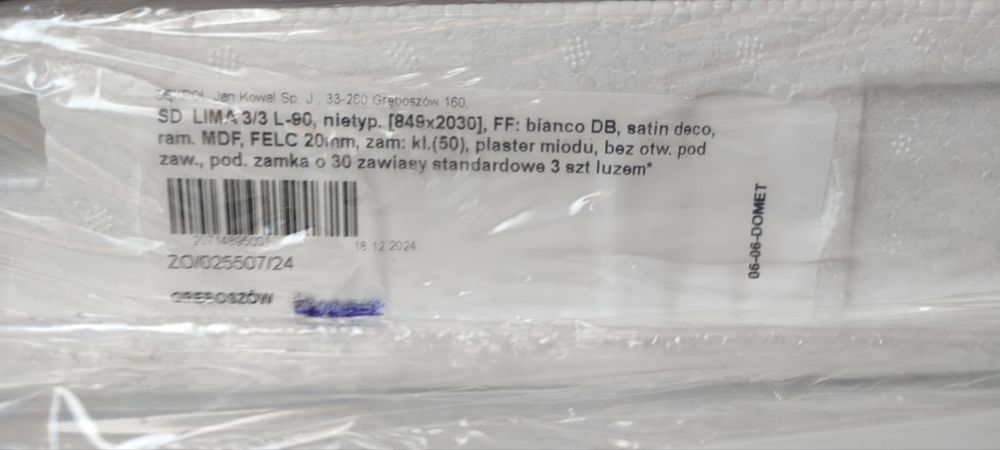 SĘKPOL Jan Kowal Sp. J., 33-260 Gręboszów 160,
SD LIMA 3/3 L-90, nietyp. [849x2030], FF: bianco DB, satin deco,
ram. MDF, FELC 20mm, zam: kl.(50), plaster miodu, bez otw. pod
zaw., pod. zamka o 30 zawiasy standardowe 3 szt luzem*
18.12.2024
ZO/025507/24
GRĘBOSZÓW
06-06-DOMET